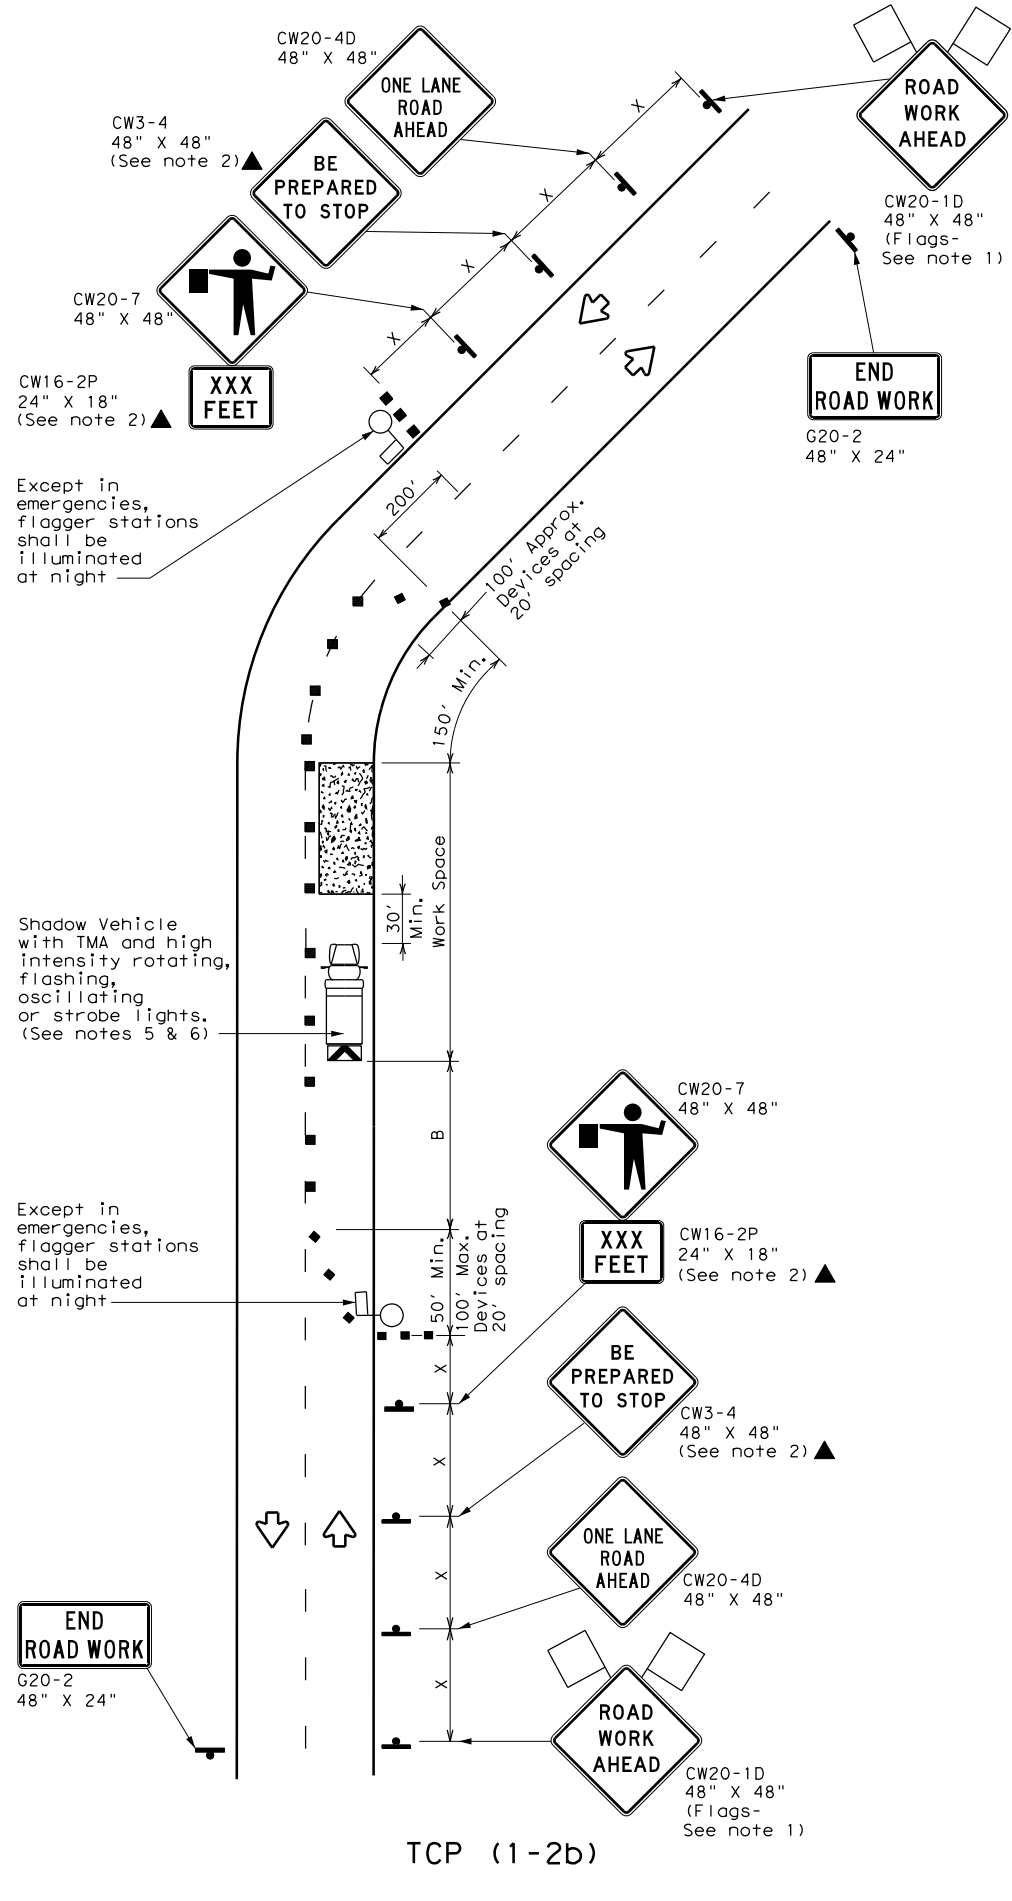 CW20-4D
48" X 48"
ONE LANE
ROAD
AHEAD
X
ROAD
WORK
AHEAD
CW20-1D
48" X 48"
(Flags-
See note 1)
CW3-4
48" X 48"
(See note 2)
BE
PREPARED
TO STOP
X
X
X
CW20-7
48" X 48"
XXX
FEET
CW16-2P
24" X 18"
(See note 2)
END
ROAD WORK
G20-2
48" X 24"
Except in
emergencies,
flagger stations
shall be
illuminated
at night
200'
100' Approx.
Devices at
20' spacing
150' Min.
Work Space
30'
Min.
Shadow Vehicle
with TMA and high
intensity rotating,
flashing,
oscillating
or strobe lights.
(See notes 5 & 6)
B
CW20-7
48" X 48"
XXX
FEET
CW16-2P
24" X 18"
(See note 2)
Except in
emergencies,
flagger stations
shall be
illuminated
at night
50' Min.
100' Max.
Devices at
20' spacing
X
BE
PREPARED
TO STOP
CW3-4
48" X 48"
(See note 2)
X
ONE LANE
ROAD
AHEAD
CW20-4D
48" X 48"
X
END
ROAD WORK
G20-2
48" X 24"
X
ROAD
WORK
AHEAD
CW20-1D
48" X 48"
(Flags-
See note 1)
TCP (1-2b)